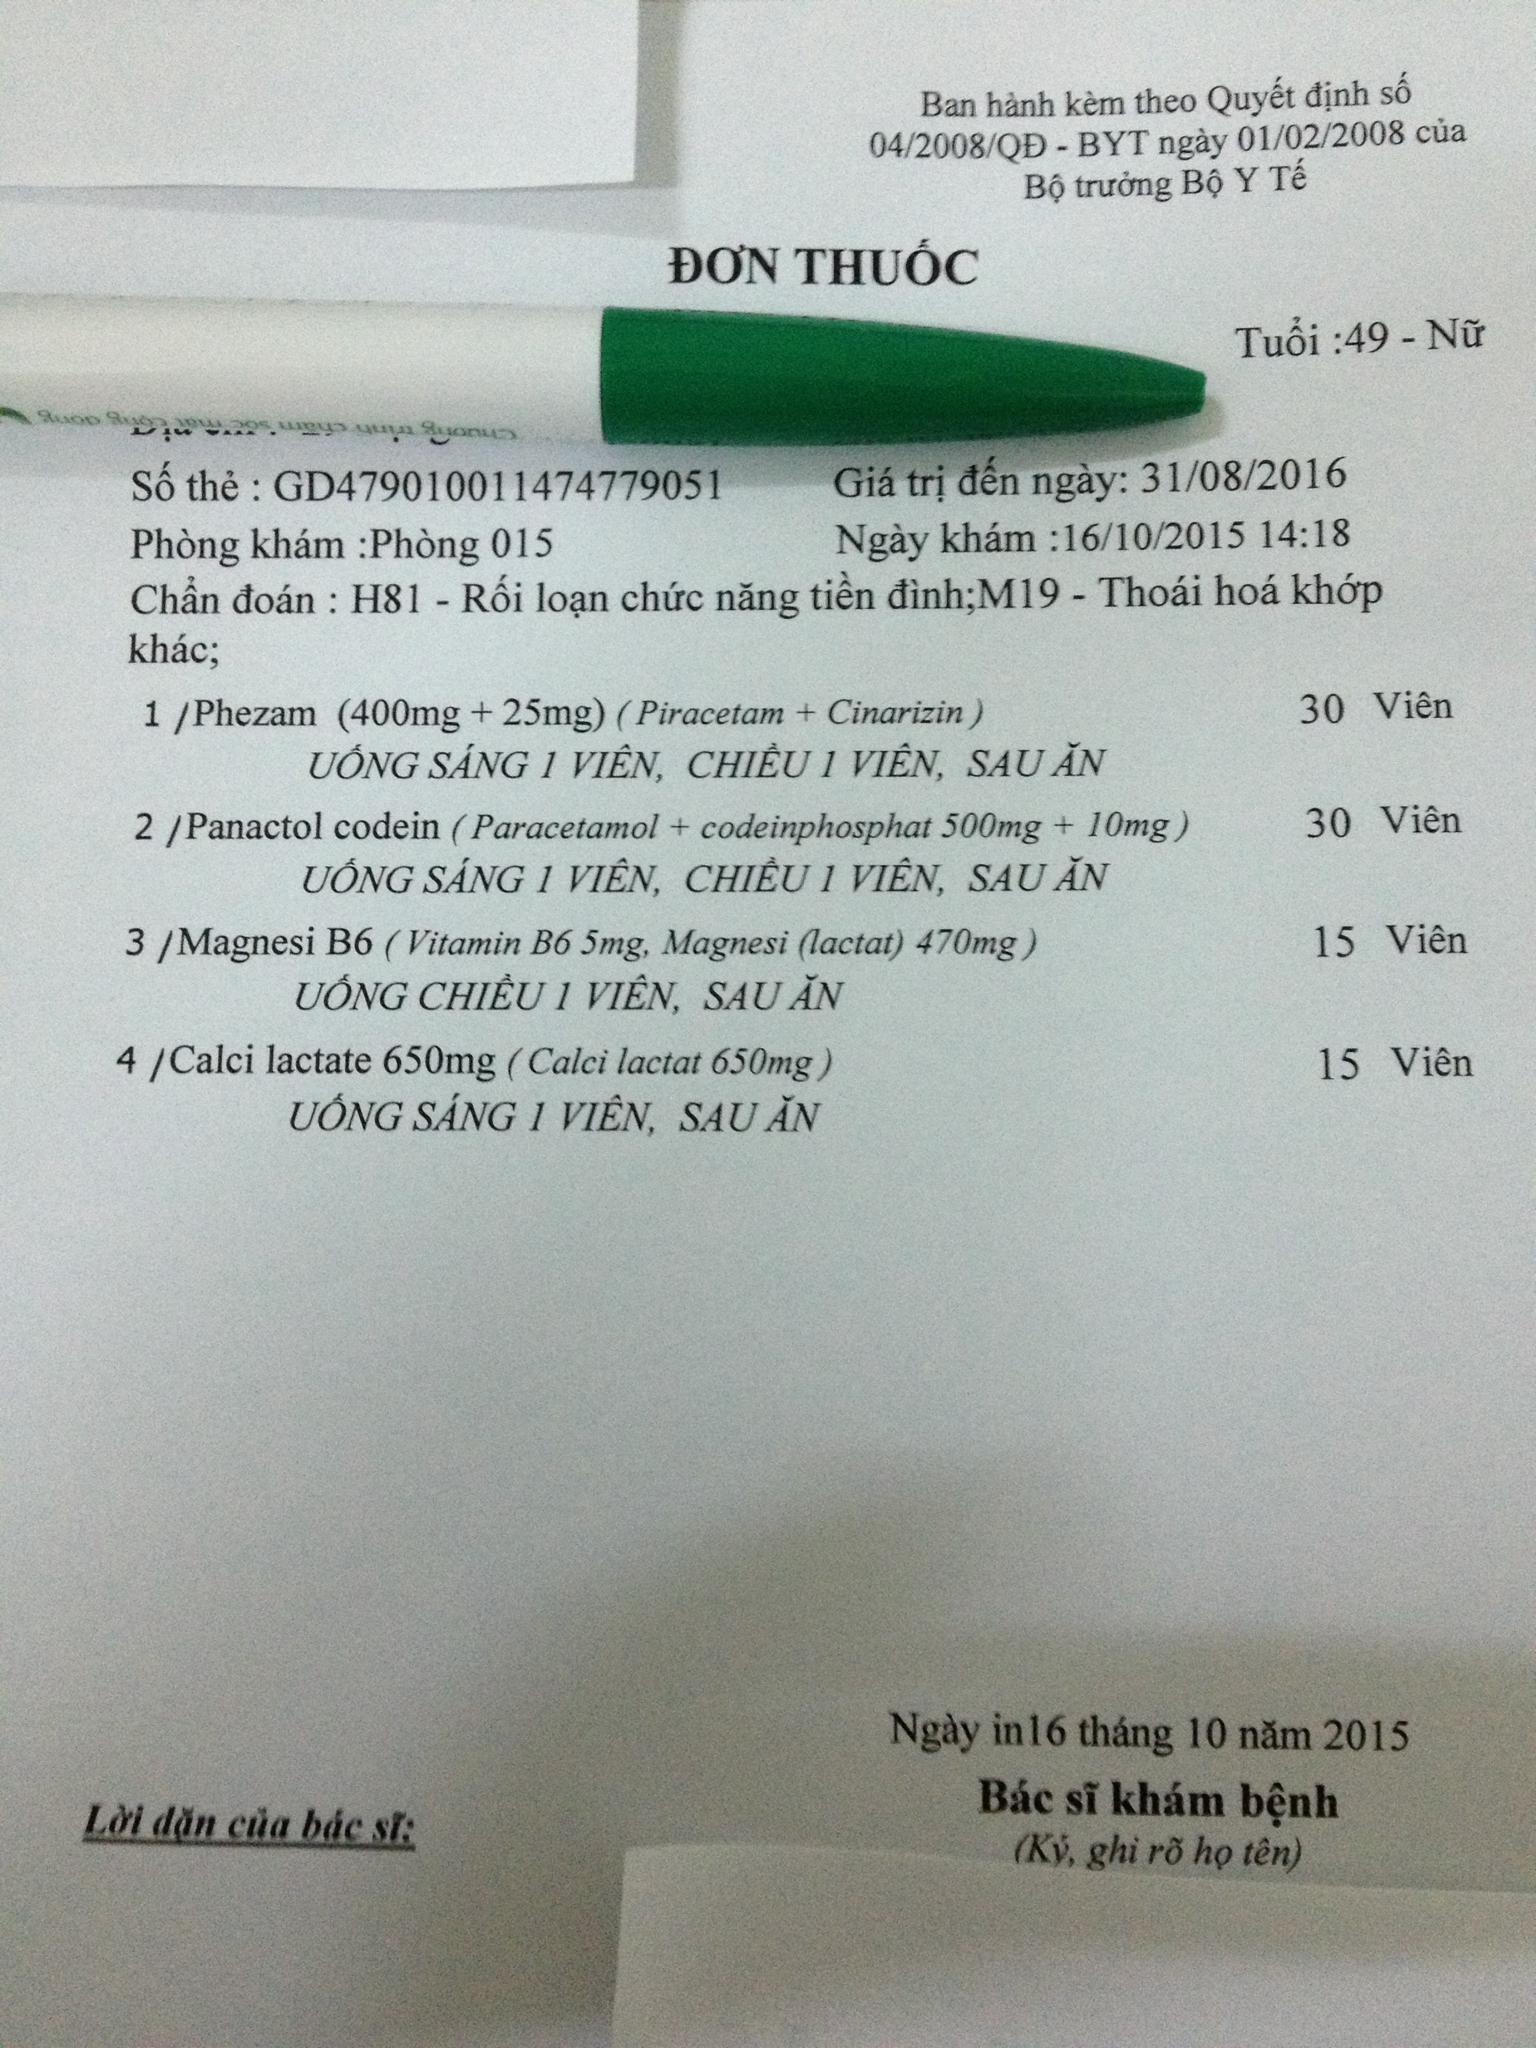 Ban hành kèm theo Quyết định số
04/2008/QĐ - BYT ngày 01/02/2008 của
Bộ trưởng Bộ Y Tế
ĐƠN THUỐC
Tuổi :49 - Nữ
Chương trình chăm sóc mắt cộng đồng
Số thẻ : GD479010011474779051 Giá trị đến ngày: 31/08/2016
Phòng khám :Phòng 015 Ngày khám :16/10/2015 14:18
Chẩn đoán : H81 - Rối loạn chức năng tiền đình;M19 - Thoái hoá khớp
khác;
1 /Phezam (400mg + 25mg) ( Piracetam + Cinarizin ) 30 Viên
UỐNG SÁNG 1 VIÊN, CHIỀU 1 VIÊN, SAU ĂN
2 /Panactol codein ( Paracetamol + codeinphosphat 500mg + 10mg ) 30 Viên
UỐNG SÁNG 1 VIÊN, CHIỀU 1 VIÊN, SAU ĂN
3 /Magnesi B6 ( Vitamin B6 5mg, Magnesi (lactat) 470mg ) 15 Viên
UỐNG CHIỀU 1 VIÊN, SAU ĂN
4 /Calci lactate 650mg ( Calci lactat 650mg ) 15 Viên
UỐNG SÁNG 1 VIÊN, SAU ĂN
Ngày in16 tháng 10 năm 2015
Bác sĩ khám bệnh
(Ký, ghi rõ họ tên)
Lời dặn của bác sĩ: